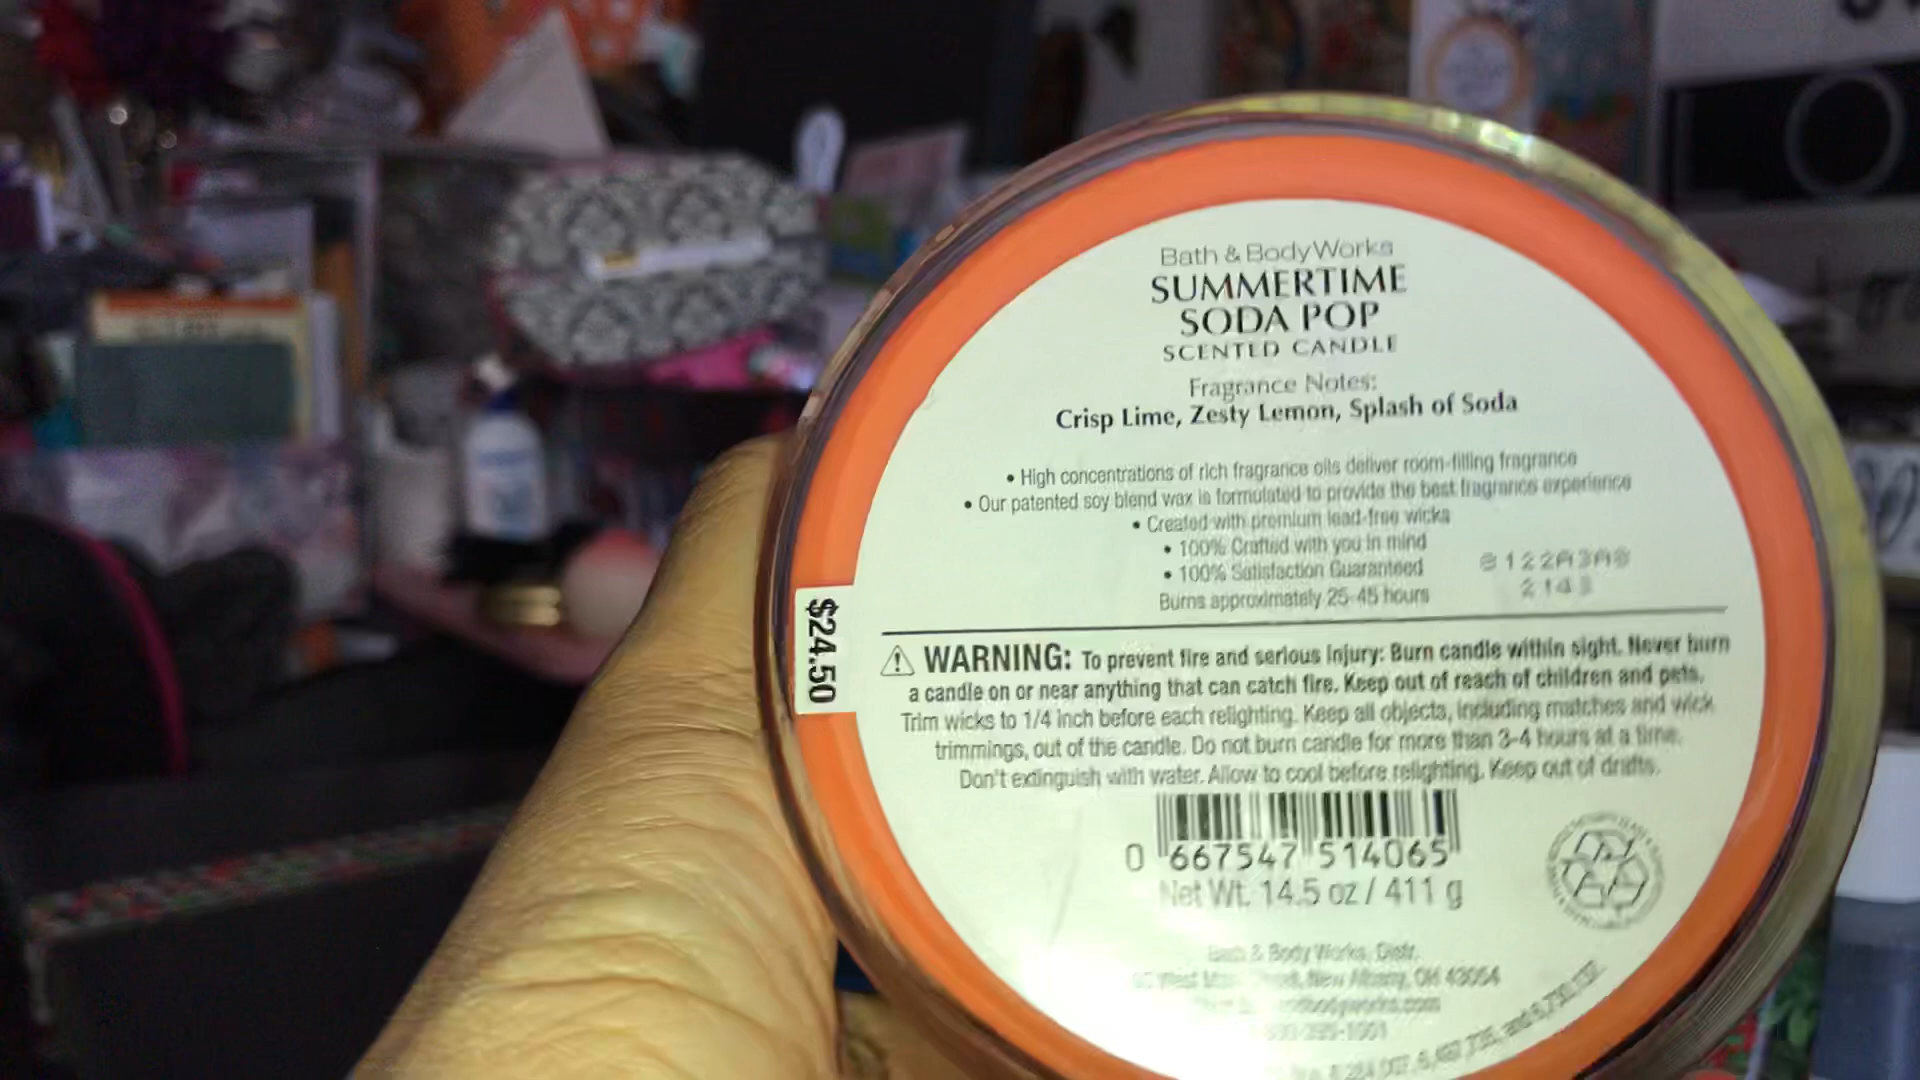 Bath & Body Works
SUMMERTIME
SODA POP
SCENTED CANDLE
Fragrance Notes:
Crisp Lime, Zesty Lemon, Splash of Soda
• High concentrations of rich fragrance oils deliver room-filling fragrance
• Our patented soy blend wax is formulated to provide the best fragrance experience
• Created with premium lead-free wicks
• 100% Crafted with you in mind
• 100% Satisfaction Guaranteed
Burns approximately 25-45 hours
$24.50
WARNING: To prevent fire and serious injury: Burn candle within sight. Never burn
a candle on or near anything that can catch fire. Keep out of reach of children and pets.
Trim wicks to 1/4 inch before each relighting. Keep all objects, including matches and wick
trimmings, out of the candle. Do not burn candle for more than 3-4 hours at a time.
Don't extinguish with water. Allow to cool before relighting. Keep out of drafts.
0 667547 514065
Net Wt. 14.5 oz / 411 g
Bath & Body Works, Distr.
West New Albany, OH 43054